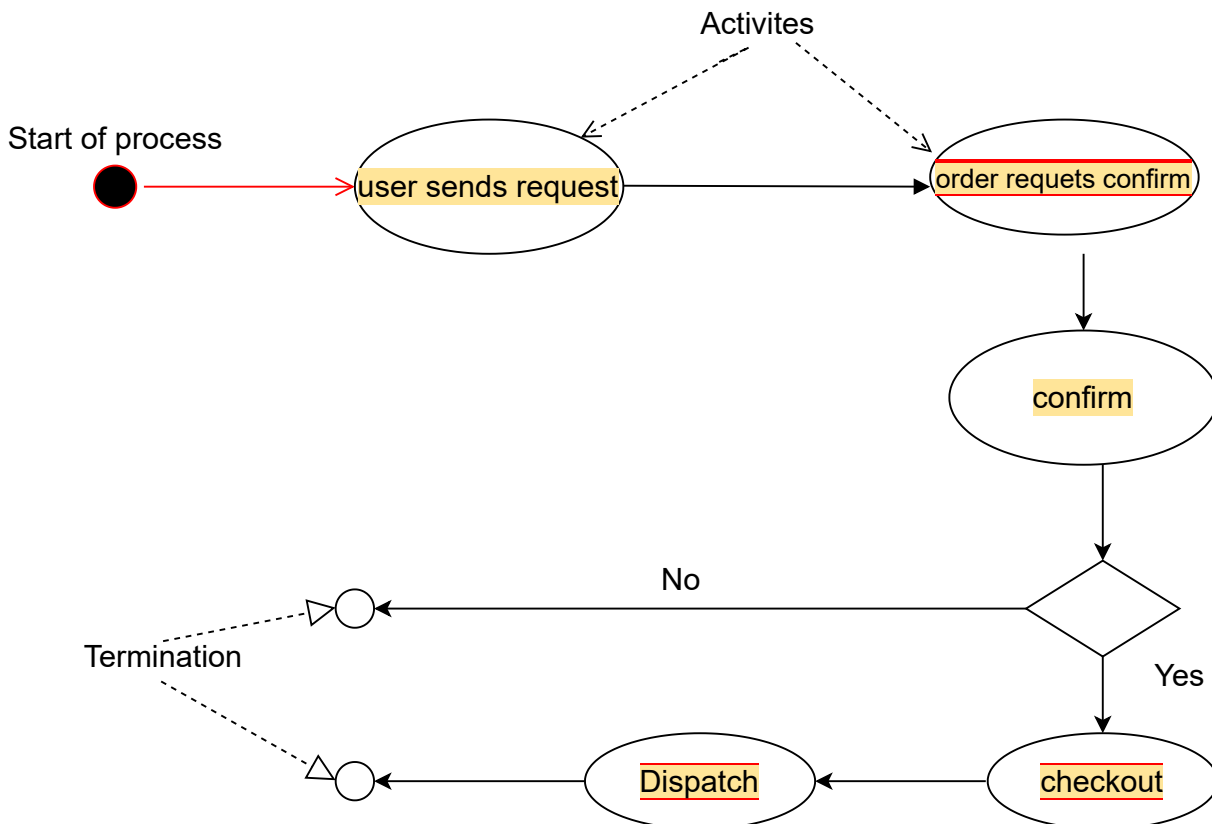 Activites
Start of process
user sends request
order requets confirm
confirm
No
Termination
Yes
Dispatch
checkout